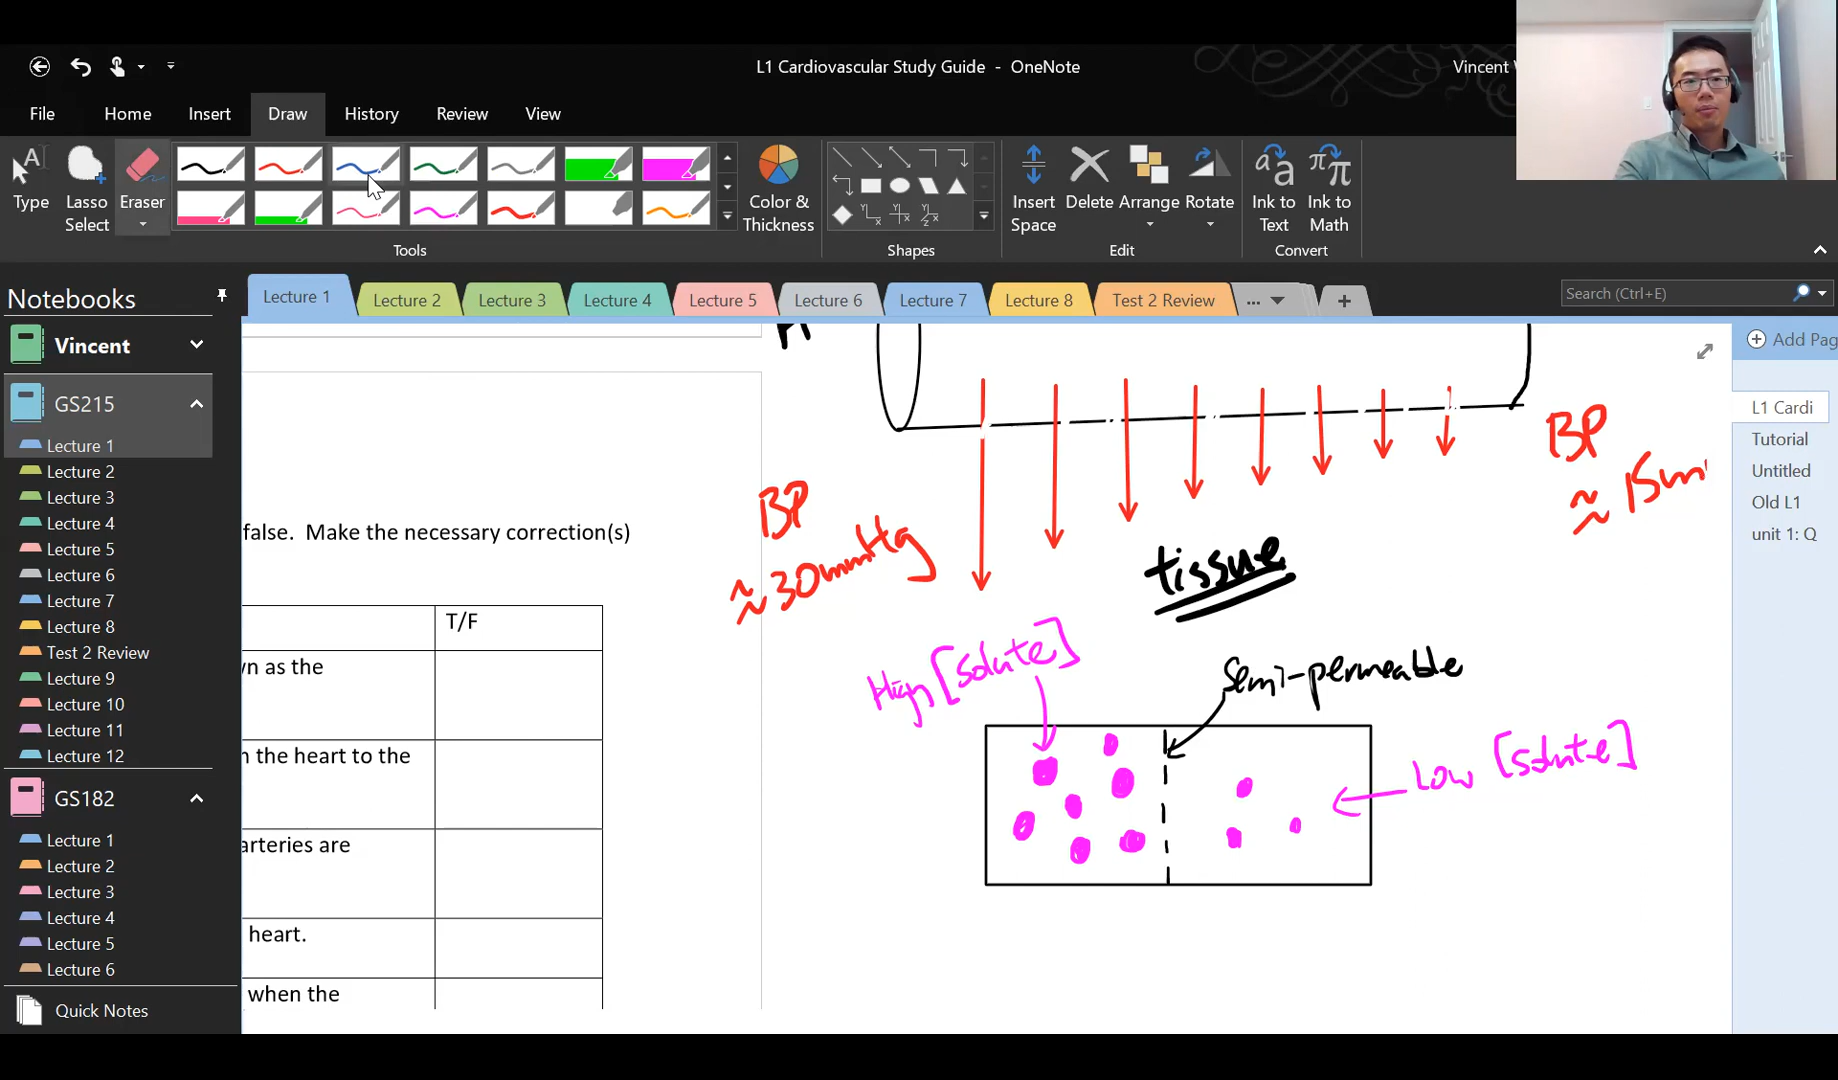 L1 Cardiovascular Study Guide - OneNote
Vincent
File Home Insert Draw History Review View
Type
Lasso Select
Eraser
Color & Thickness
Insert Space
Delete
Arrange
Rotate
Ink to Text
Ink to Math
Tools
Shapes
Edit
Convert
Notebooks
Lecture 1 Lecture 2 Lecture 3 Lecture 4 Lecture 5 Lecture 6 Lecture 7 Lecture 8 Test 2 Review ...
Search (Ctrl+E)
Vincent
GS215
Lecture 1
Lecture 2
Lecture 3
Lecture 4
Lecture 5
Lecture 6
Lecture 7
Lecture 8
Test 2 Review
Lecture 9
Lecture 10
Lecture 11
Lecture 12
GS182
Lecture 1
Lecture 2
Lecture 3
Lecture 4
Lecture 5
Lecture 6
Quick Notes
false. Make the necessary correction(s)
T/F
n as the
the heart to the
arteries are
heart.
when the
BP
≈ 30mmHg
BP
≈ 15m
tissue
High [solute]
Semi-permeable
Low [solute]
Add Pag
L1 Cardi
Tutorial
Untitled
Old L1
unit 1: Q